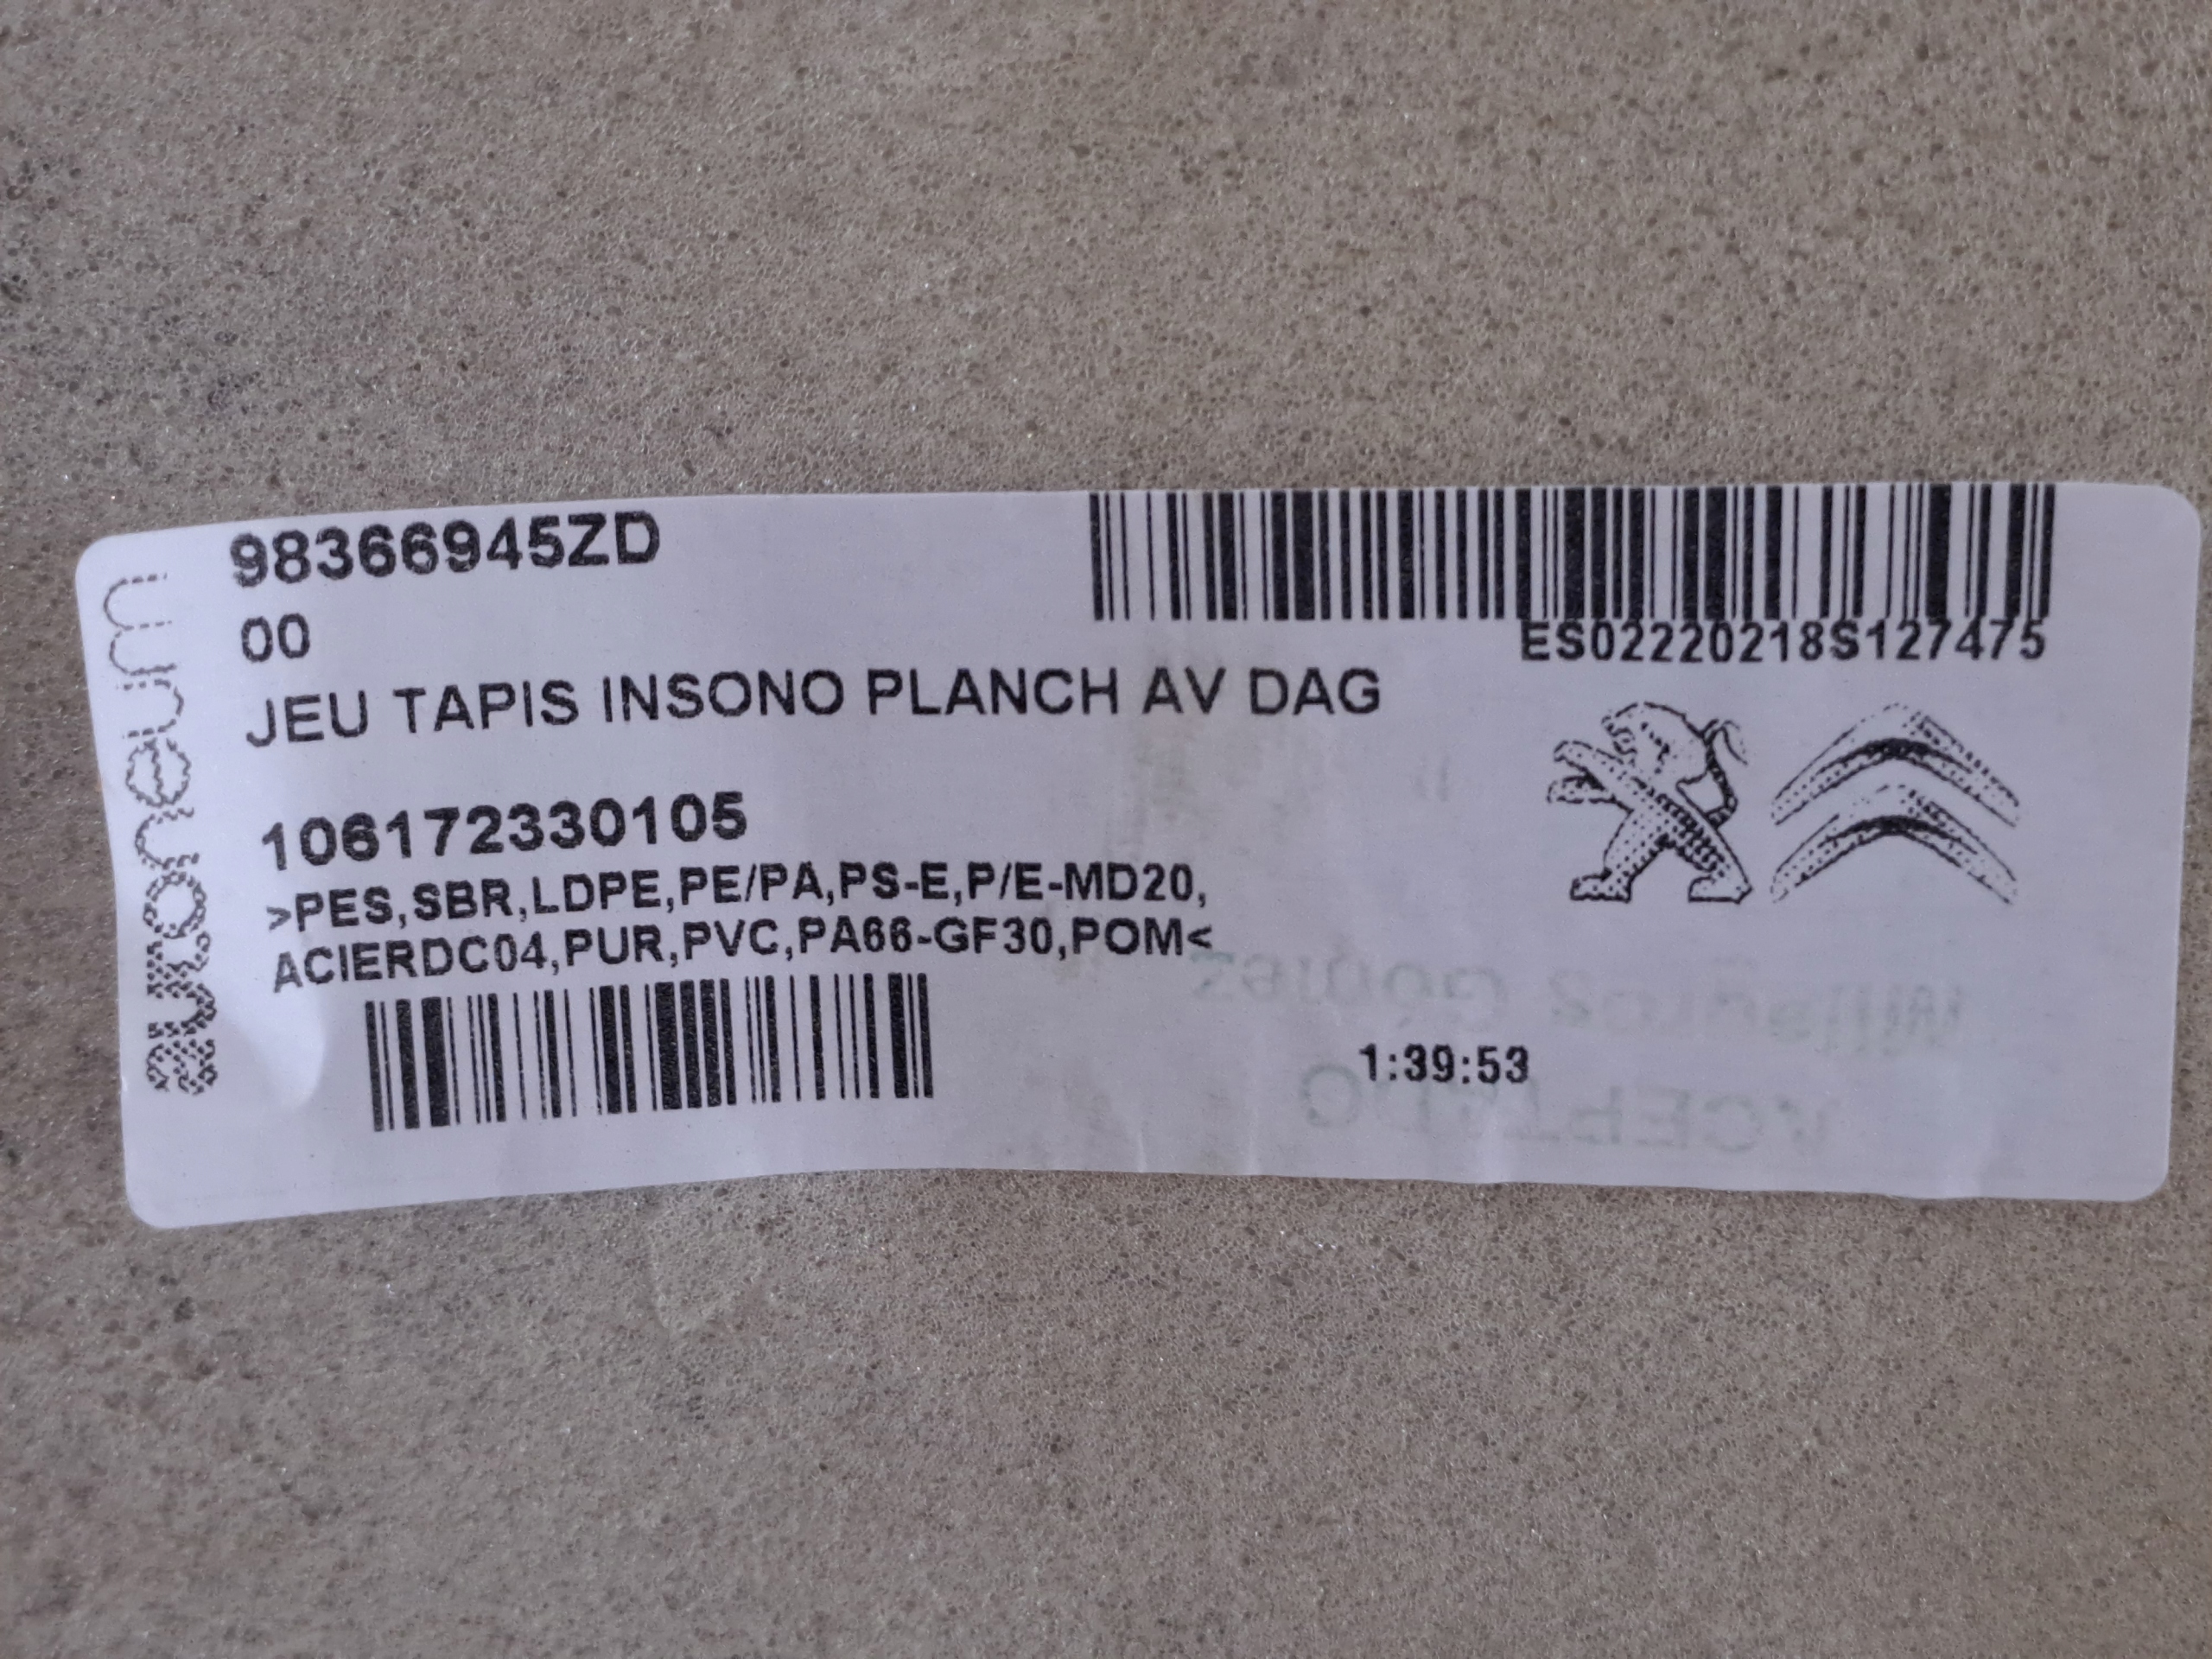 98366945ZD
00
JEU TAPIS INSONO PLANCH AV DAG
ES02220218S127475
106172330105
>PES,SBR,LDPE,PE/PA,PS-E,P/E-MD20,
ACIERDC04,PUR,PVC,PA66-GF30,POM<
1:39:53